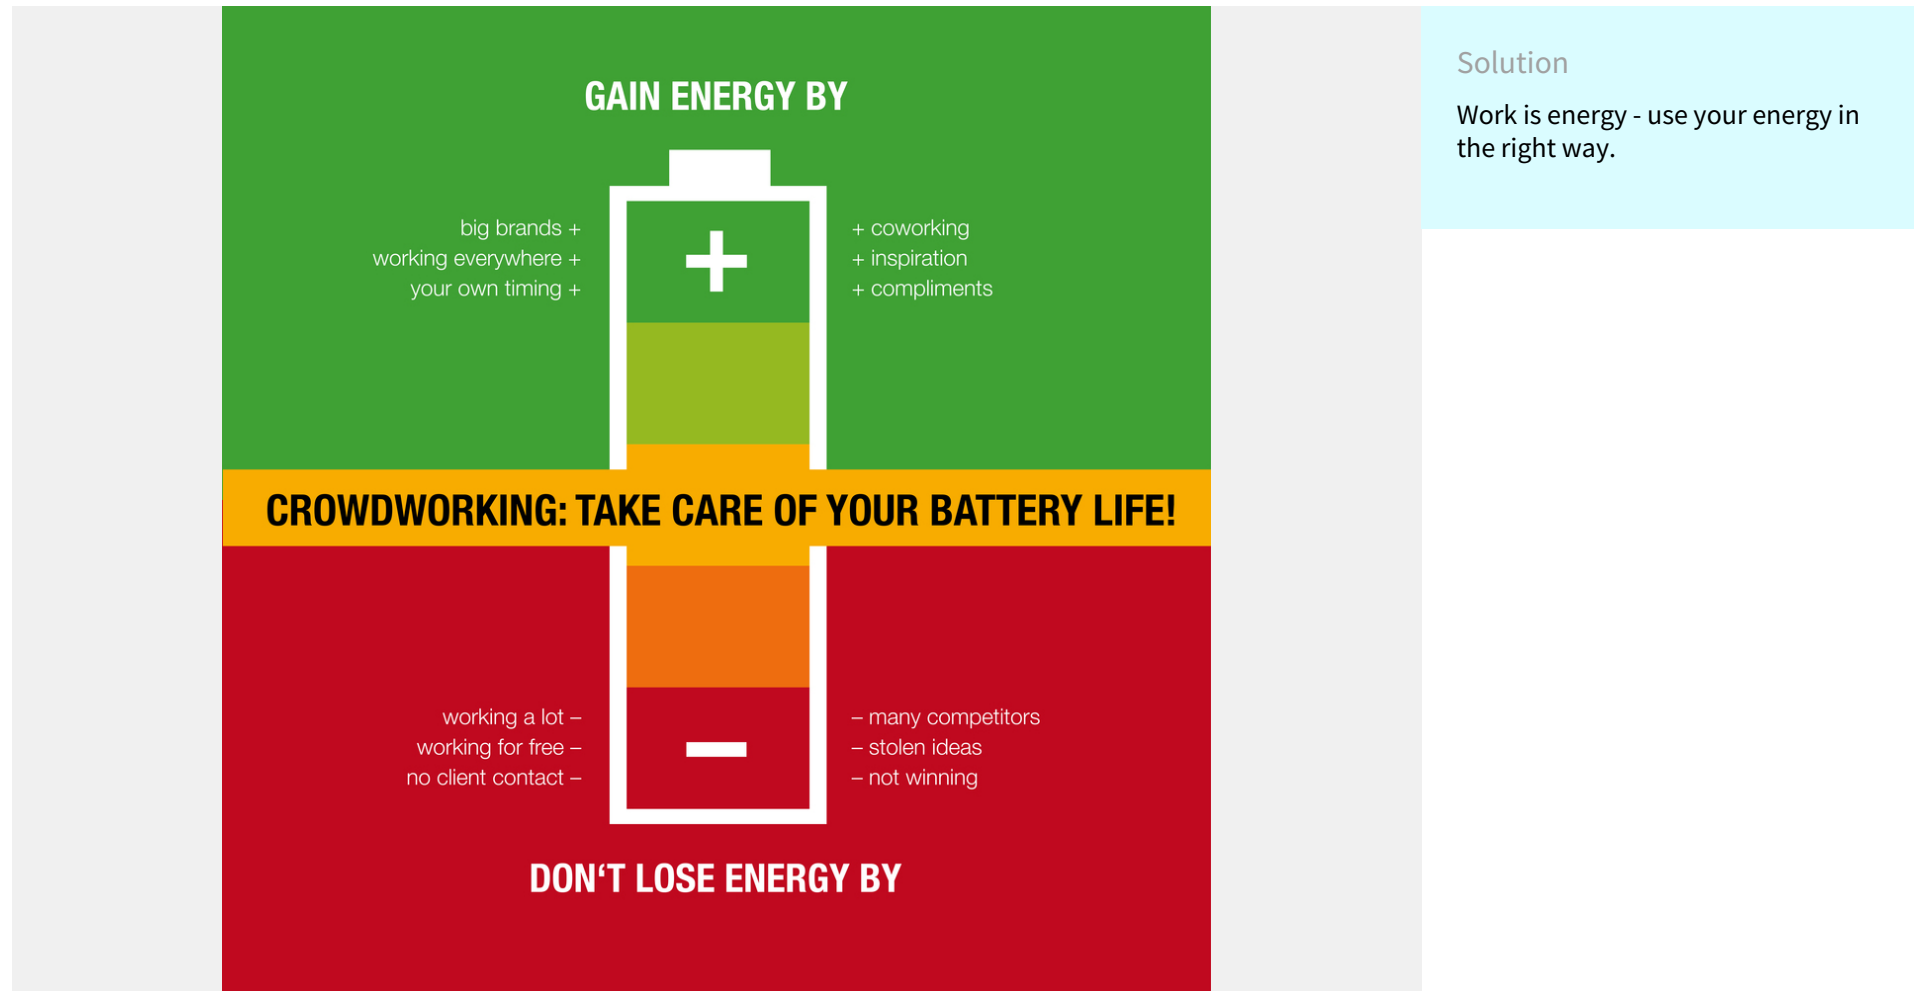 GAIN ENERGY BY
big brands +
working everywhere +
your own timing +
+
+ coworking
+ inspiration
+ compliments
CROWDWORKING: TAKE CARE OF YOUR BATTERY LIFE!
working a lot –
working for free –
no client contact –
–
– many competitors
– stolen ideas
– not winning
DON‘T LOSE ENERGY BY
Solution
Work is energy - use your energy in
the right way.